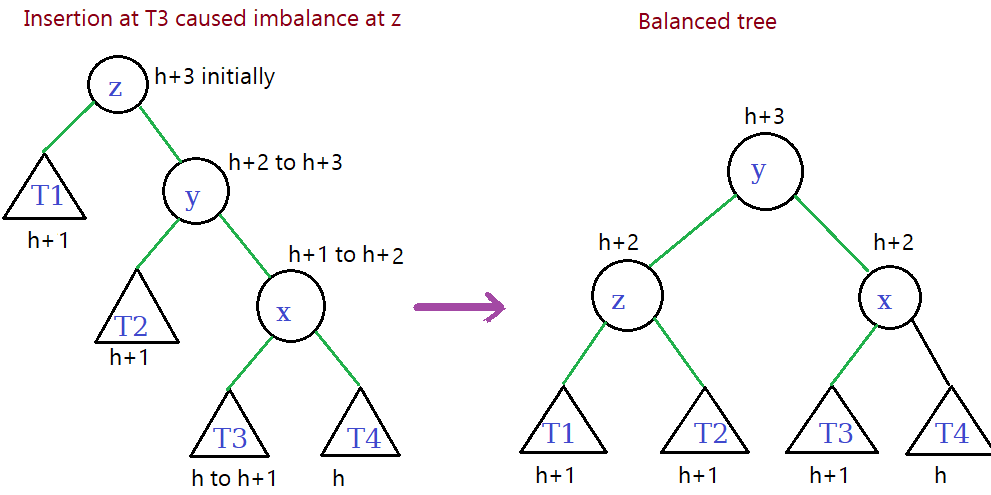 Insertion at T3 caused imbalance at z
z
h+3 initially
T1
h+1
h+2 to h+3
y
T2
h+1
h+1 to h+2
x
T3
h to h+1
T4
h
Balanced tree
h+3
y
h+2
z
h+2
x
T1
h+1
T2
h+1
T3
h+1
T4
h